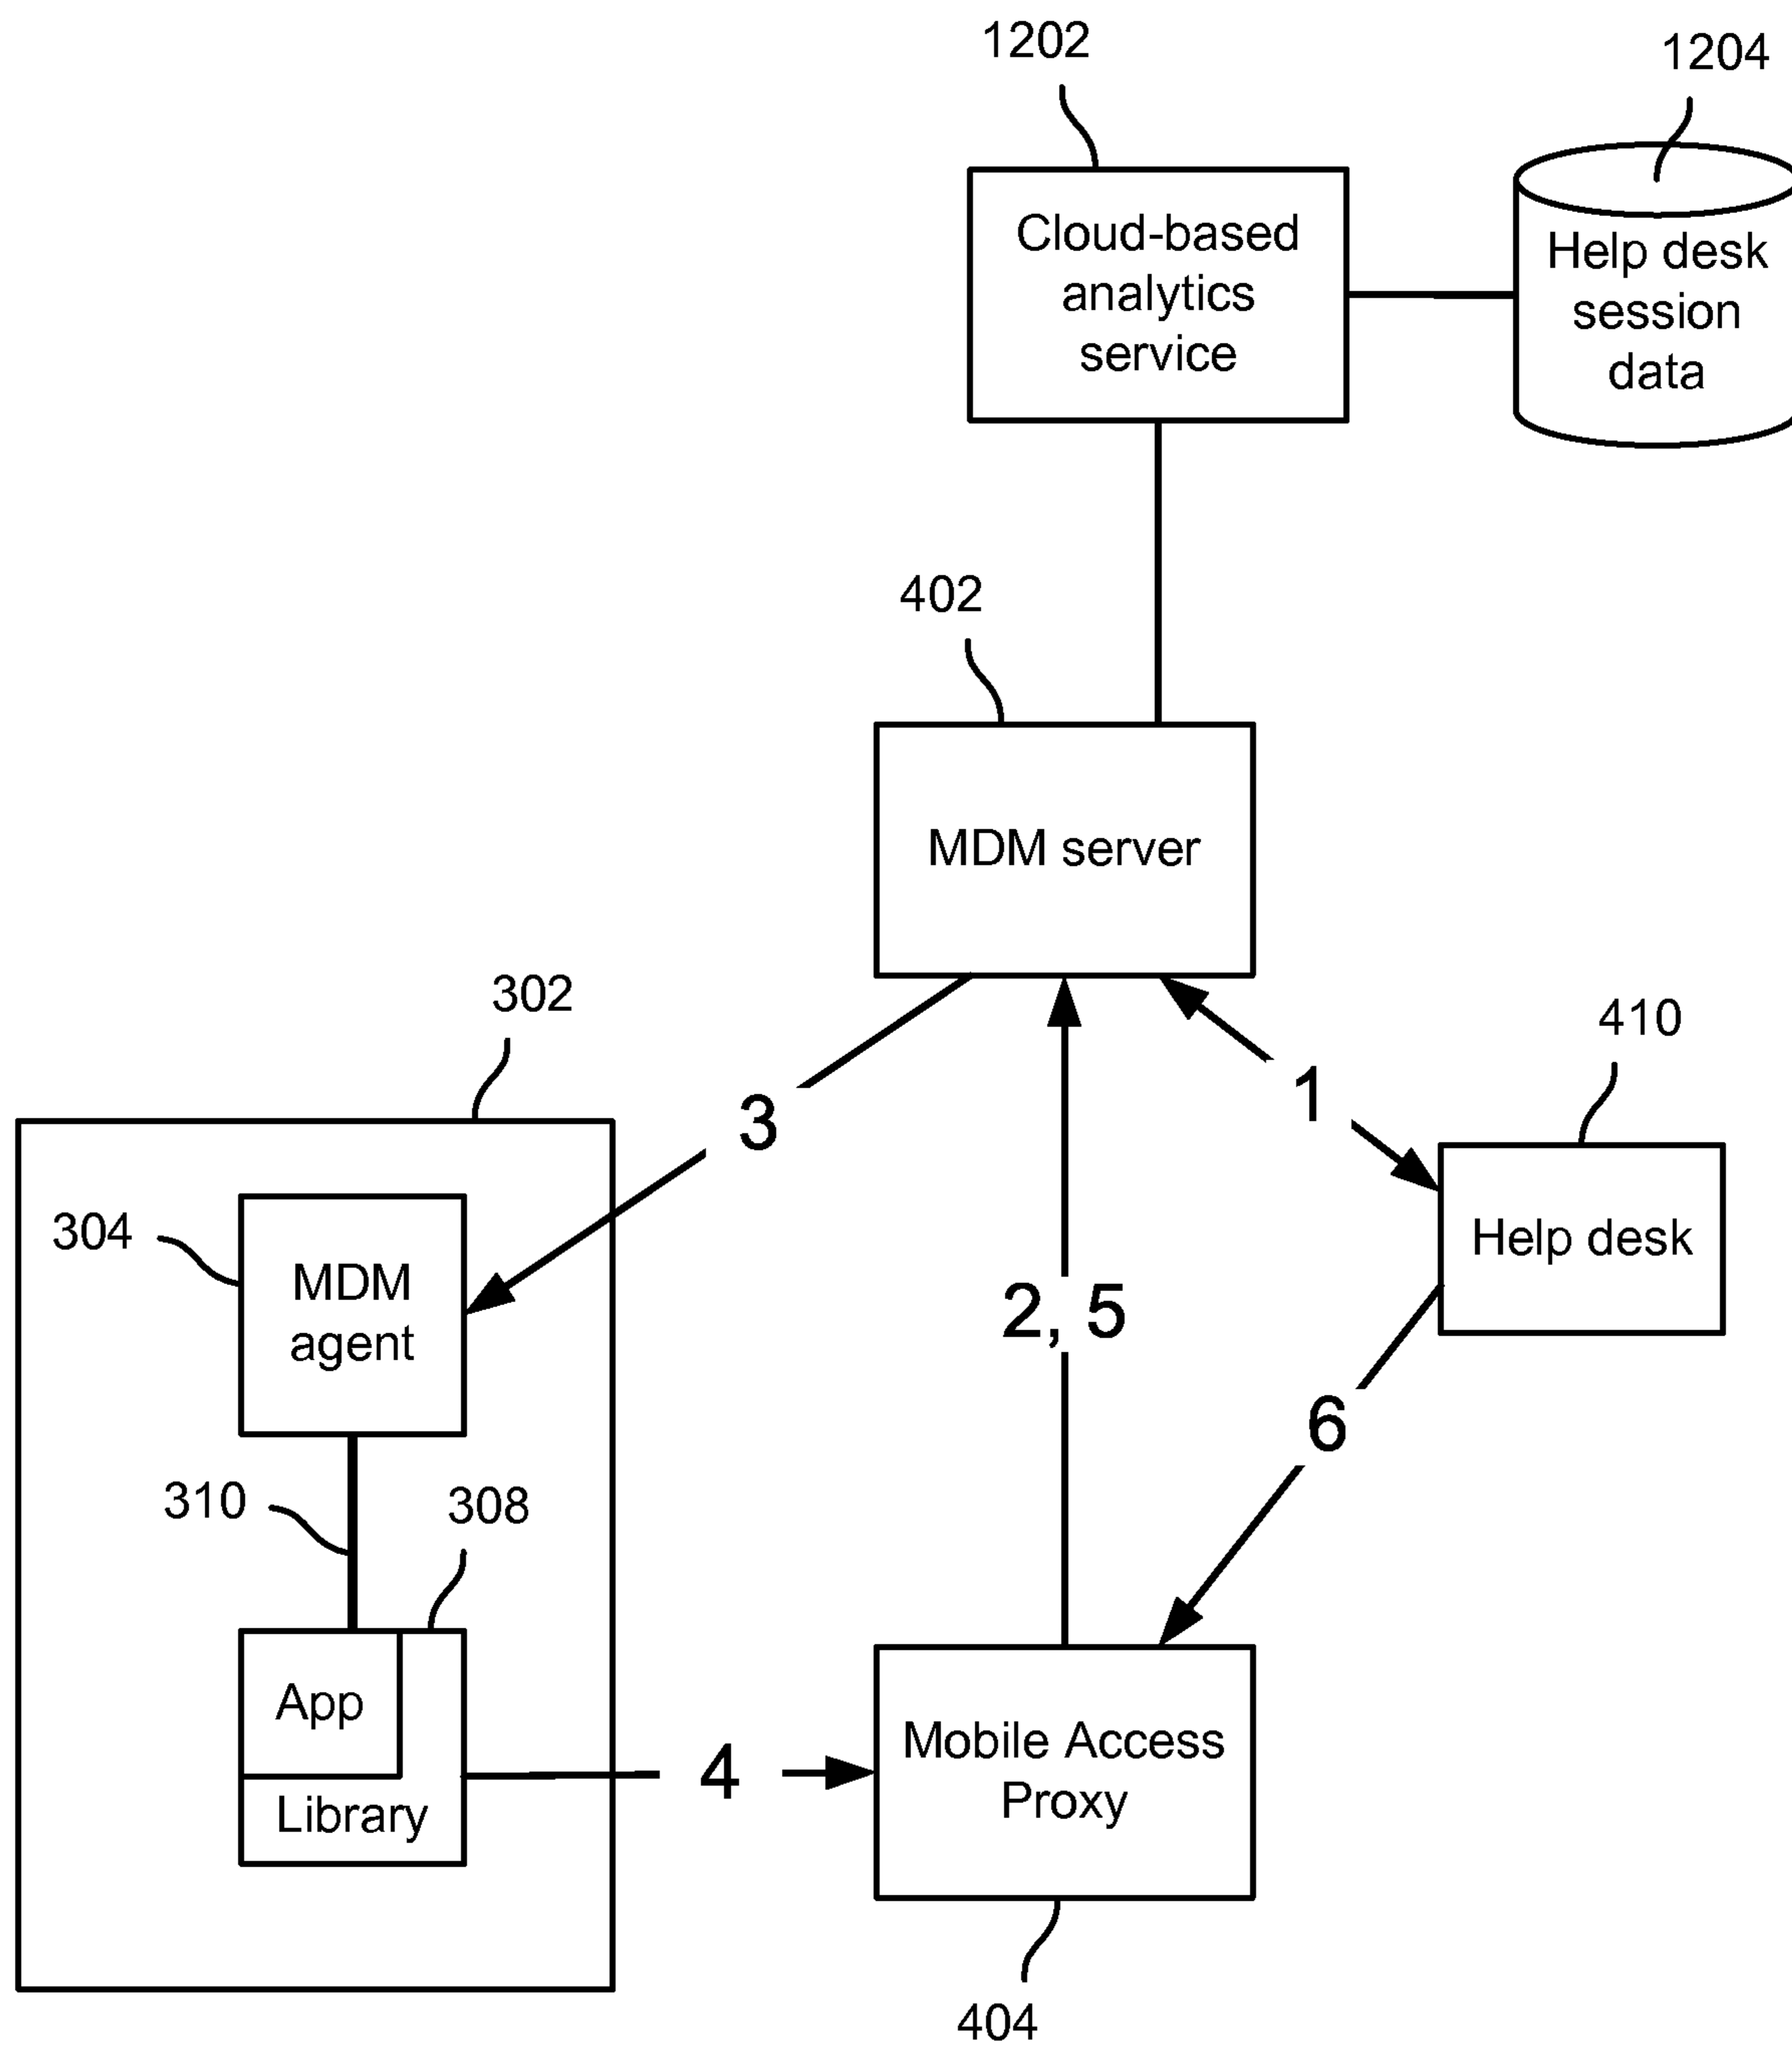 1202
1204
Cloud-based
analytics
service
Help desk
session
data
402
MDM server
302
410
1
3
304
MDM
agent
Help desk
2, 5
6
310
308
App
Library
4
Mobile Access
Proxy
404